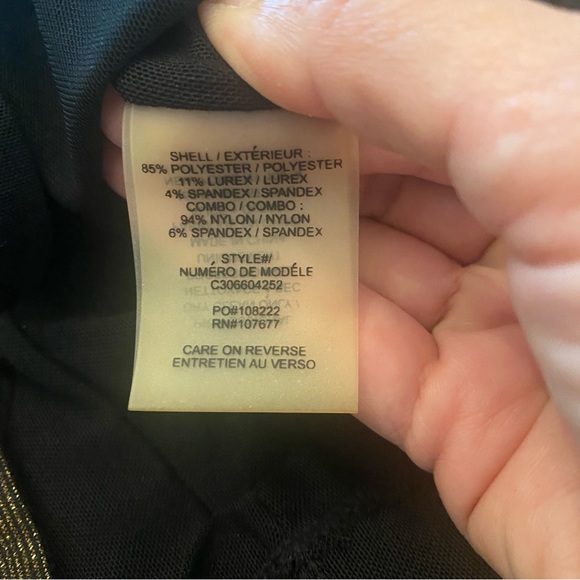 SHELL / EXTÉRIEUR :
85% POLYESTER / POLYESTER
11% LUREX / LUREX
4% SPANDEX / SPANDEX
COMBO / COMBO :
94% NYLON / NYLON
6% SPANDEX / SPANDEX
STYLE#/
NUMÉRO DE MODÉLE
C306604252
PO#108222
RN#107677
CARE ON REVERSE
ENTRETIEN AU VERSO